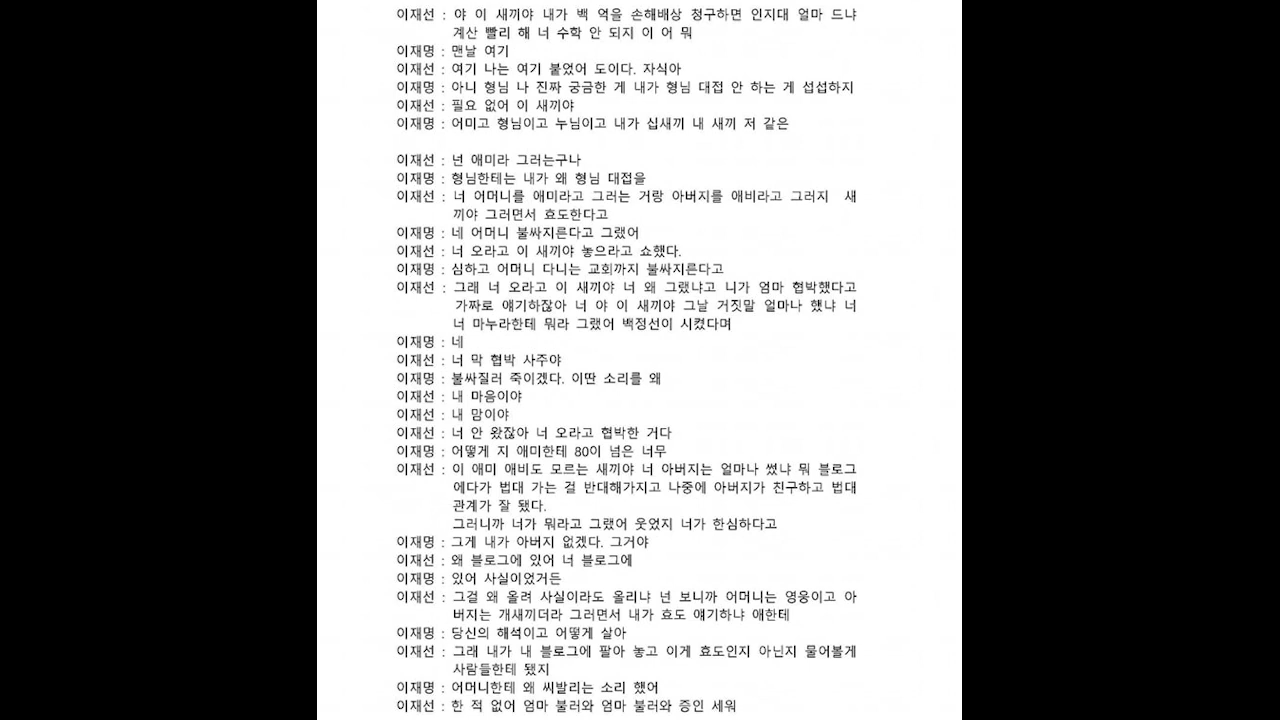 이재선 : 야 이 새끼야 내가 백 억을 손해배상 청구하면 인지대 얼마 드냐
계산 빨리 해 너 수학 안 되지 이 어 뭐
이재명 : 맨날 여기
이재선 : 여기 나는 여기 붙었어 도이다. 자식아
이재명 : 아니 형님 나 진짜 궁금한 게 내가 형님 대접 안 하는 게 섭섭하지
이재선 : 필요 없어 이 새끼야
이재명 : 어미고 형님이고 누님이고 내가 십새끼 내 새끼 저 같은
이재선 : 넌 애미라 그러는구나
이재명 : 형님한테는 내가 왜 형님 대접을
이재선 : 너 어머니를 애미라고 그러는 거랑 아버지를 애비라고 그러지 새
끼야 그러면서 효도한다고
이재명 : 네 어머니 불싸지른다고 그랬어
이재선 : 너 오라고 이 새끼야 놓으라고 쇼했다.
이재명 : 심하고 어머니 다니는 교회까지 불싸지른다고
이재선 : 그래 너 오라고 이 새끼야 너 왜 그랬냐고 니가 엄마 협박했다고
가짜로 얘기하잖아 너 야 이 새끼야 그날 거짓말 얼마나 했냐 너
너 마누라한테 뭐라 그랬어 백정선이 시켰다며
이재명 : 네
이재선 : 너 막 협박 사주야
이재명 : 불싸질러 죽이겠다. 이딴 소리를 왜
이재선 : 내 마음이야
이재선 : 내 맘이야
이재선 : 너 안 왔잖아 너 오라고 협박한 거다
이재명 : 어떻게 지 애미한테 80이 넘은 너무
이재선 : 이 애미 애비도 모르는 새끼야 너 아버지는 얼마나 썼냐 뭐 블로그
에다가 법대 가는 걸 반대해가지고 나중에 아버지가 친구하고 법대
관계가 잘 됐다.
그러니까 너가 뭐라고 그랬어 웃었지 너가 한심하다고
이재명 : 그게 내가 아버지 없겠다. 그거야
이재선 : 왜 블로그에 있어 너 블로그에
이재명 : 있어 사실이었거든
이재선 : 그걸 왜 올려 사실이라도 올리냐 넌 보니까 어머니는 영웅이고 아
버지는 개새끼더라 그러면서 내가 효도 얘기하냐 애한테
이재명 : 당신의 해석이고 어떻게 살아
이재선 : 그래 내가 내 블로그에 팔아 놓고 이게 효도인지 아닌지 물어볼게
사람들한테 됐지
이재명 : 어머니한테 왜 씨발리는 소리 했어
이재선 : 한 적 없어 엄마 불러와 엄마 불러와 증인 세워